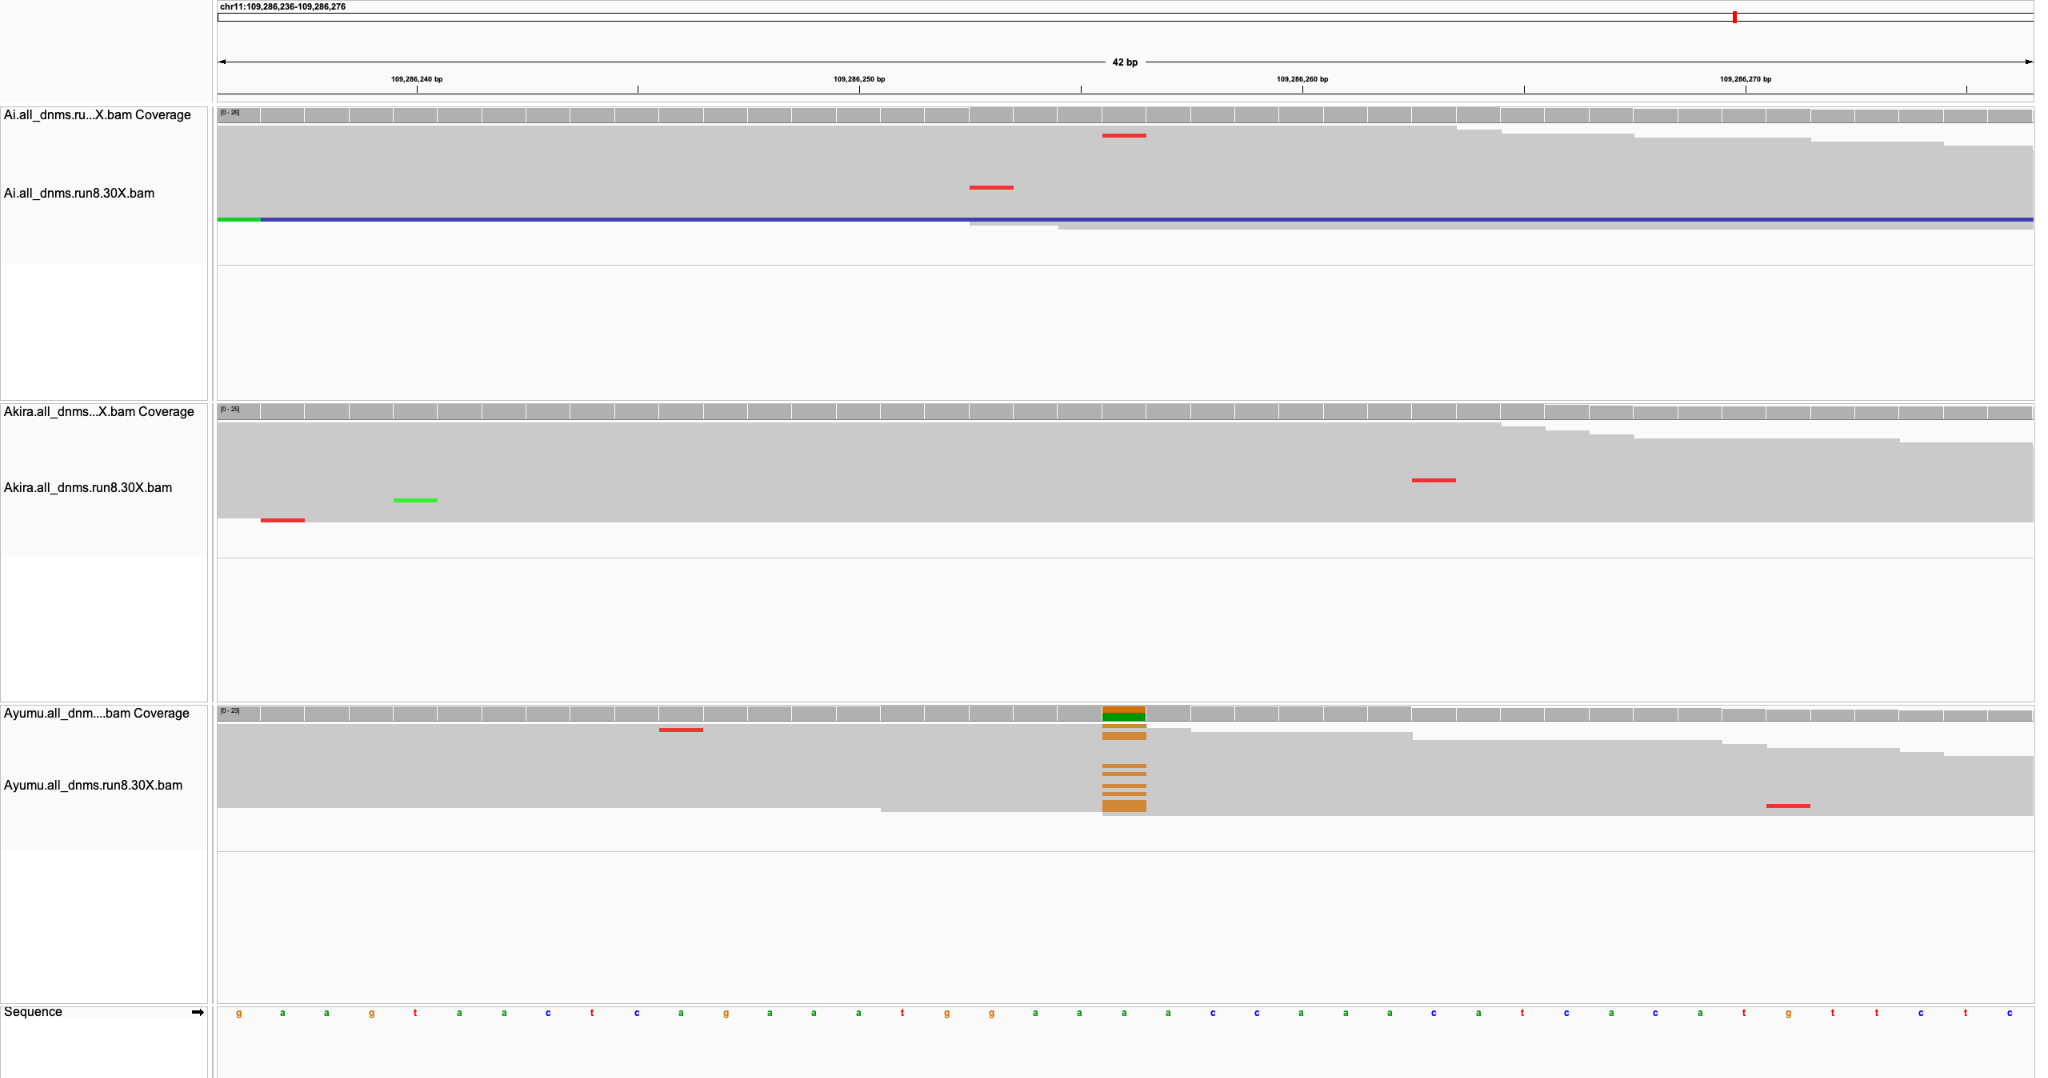 chr11:109,286,236-109,286,276
42 bp
109,286,240 bp 109,286,250 bp 109,286,260 bp 109,286,270 bp
Ai.all_dnms.ru...X.bam Coverage
[0 - 26]
Ai.all_dnms.run8.30X.bam
Akira.all_dnms...X.bam Coverage
[0 - 25]
Akira.all_dnms.run8.30X.bam
Ayumu.all_dnm....bam Coverage
[0 - 23]
Ayumu.all_dnms.run8.30X.bam
Sequence
g a a g t a a c t c a g a a a t g g a a a a c c a a a c a t c a c a t g t t c t c